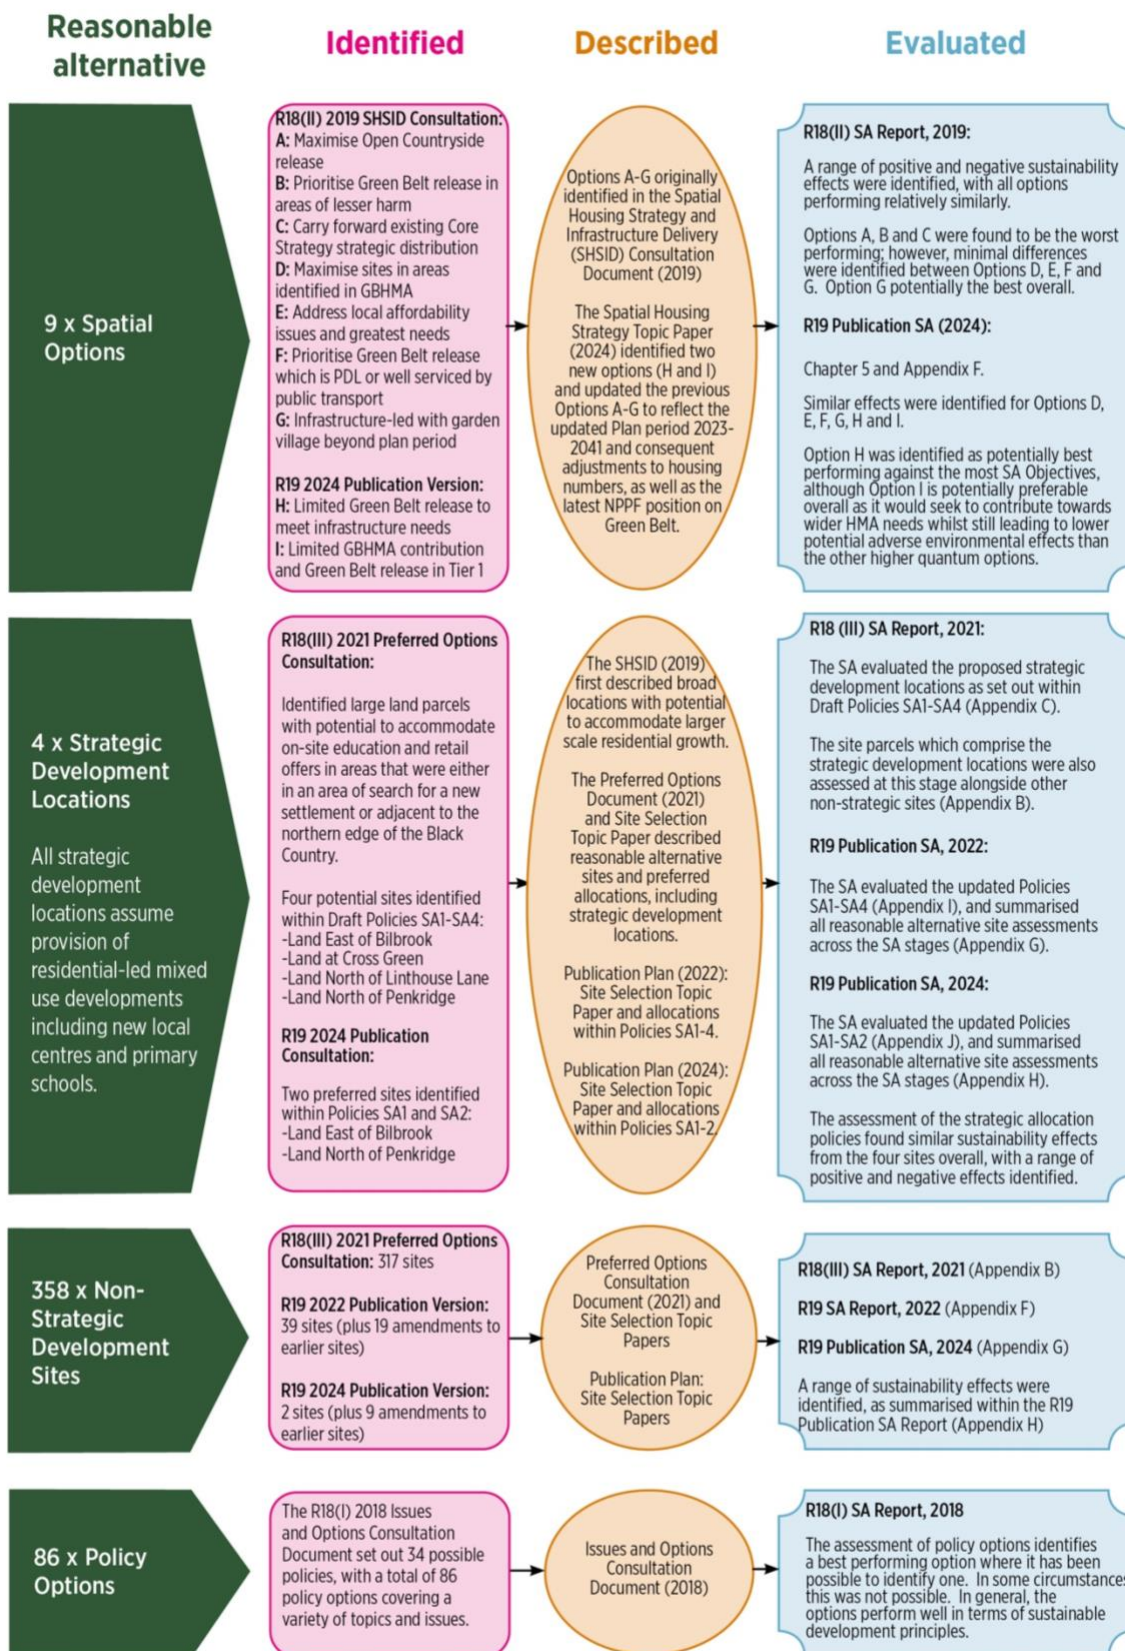 Reasonable
alternative
Identified
Described
Evaluated
9 x Spatial
Options
R18(II) 2019 SHSID Consultation:
A: Maximise Open Countryside
release
B: Prioritise Green Belt release in
areas of lesser harm
C: Carry forward existing Core
Strategy strategic distribution
D: Maximise sites in areas
identified in GBHMA
E: Address local affordability
issues and greatest needs
F: Prioritise Green Belt release
which is PDL or well serviced by
public transport
G: Infrastructure-led with garden
village beyond plan period
R19 2024 Publication Version:
H: Limited Green Belt release to
meet infrastructure needs
I: Limited GBHMA contribution
and Green Belt release in Tier 1
Options A-G originally
identified in the Spatial
Housing Strategy and
Infrastructure Delivery
(SHSID) Consultation
Document (2019)
The Spatial Housing
Strategy Topic Paper
(2024) identified two
new options (H and I)
and updated the previous
Options A-G to reflect the
updated Plan period 2023-
2041 and consequent
adjustments to housing
numbers, as well as the
latest NPPF position on
Green Belt.
R18(II) SA Report, 2019:
A range of positive and negative sustainability
effects were identified, with all options
performing relatively similarly.
Options A, B and C were found to be the worst
performing; however, minimal differences
were identified between Options D, E, F and
G. Option G potentially the best overall.
R19 Publication SA (2024):
Chapter 5 and Appendix F.
Similar effects were identified for Options D,
E, F, G, H and I.
Option H was identified as potentially best
performing against the most SA Objectives,
although Option I is potentially preferable
overall as it would seek to contribute towards
wider HMA needs whilst still leading to lower
potential adverse environmental effects than
the other higher quantum options.
4 x Strategic
Development
Locations
All strategic
development
locations assume
provision of
residential-led mixed
use developments
including new local
centres and primary
schools.
R18(III) 2021 Preferred Options
Consultation:
Identified large land parcels
with potential to accommodate
on-site education and retail
offers in areas that were either
in an area of search for a new
settlement or adjacent to the
northern edge of the Black
Country.
Four potential sites identified
within Draft Policies SA1-SA4:
-Land East of Bilbrook
-Land at Cross Green
-Land North of Linthouse Lane
-Land North of Penkridge
R19 2024 Publication
Consultation:
Two preferred sites identified
within Policies SA1 and SA2:
-Land East of Bilbrook
-Land North of Penkridge
The SHSID (2019)
first described broad
locations with potential
to accommodate larger
scale residential growth.
The Preferred Options
Document (2021)
and Site Selection
Topic Paper described
reasonable alternative
sites and preferred
allocations, including
strategic development
locations.
Publication Plan (2022):
Site Selection Topic
Paper and allocations
within Policies SA1-4.
Publication Plan (2024):
Site Selection Topic
Paper and allocations
within Policies SA1-2.
R18 (III) SA Report, 2021:
The SA evaluated the proposed strategic
development locations as set out within
Draft Policies SA1-SA4 (Appendix C).
The site parcels which comprise the
strategic development locations were also
assessed at this stage alongside other
non-strategic sites (Appendix B).
R19 Publication SA, 2022:
The SA evaluated the updated Policies
SA1-SA4 (Appendix I), and summarised
all reasonable alternative site assessments
across the SA stages (Appendix G).
R19 Publication SA, 2024:
The SA evaluated the updated Policies
SA1-SA2 (Appendix J), and summarised
all reasonable alternative site assessments
across the SA stages (Appendix H).
The assessment of the strategic allocation
policies found similar sustainability effects
from the four sites overall, with a range of
positive and negative effects identified.
358 x Non-
Strategic
Development
Sites
R18(III) 2021 Preferred Options
Consultation: 317 sites
R19 2022 Publication Version:
39 sites (plus 19 amendments to
earlier sites)
R19 2024 Publication Version:
2 sites (plus 9 amendments to
earlier sites)
Preferred Options
Consultation
Document (2021) and
Site Selection Topic
Papers
Publication Plan:
Site Selection Topic
Papers
R18(III) SA Report, 2021 (Appendix B)
R19 SA Report, 2022 (Appendix F)
R19 Publication SA, 2024 (Appendix G)
A range of sustainability effects were
identified, as summarised within the R19
Publication SA Report (Appendix H)
86 x Policy
Options
The R18(I) 2018 Issues
and Options Consultation
Document set out 34 possible
policies, with a total of 86
policy options covering a
variety of topics and issues.
Issues and Options
Consultation
Document (2018)
R18(I) SA Report, 2018
The assessment of policy options identifies
a best performing option where it has been
possible to identify one. In some circumstances
this was not possible. In general, the
options perform well in terms of sustainable
development principles.